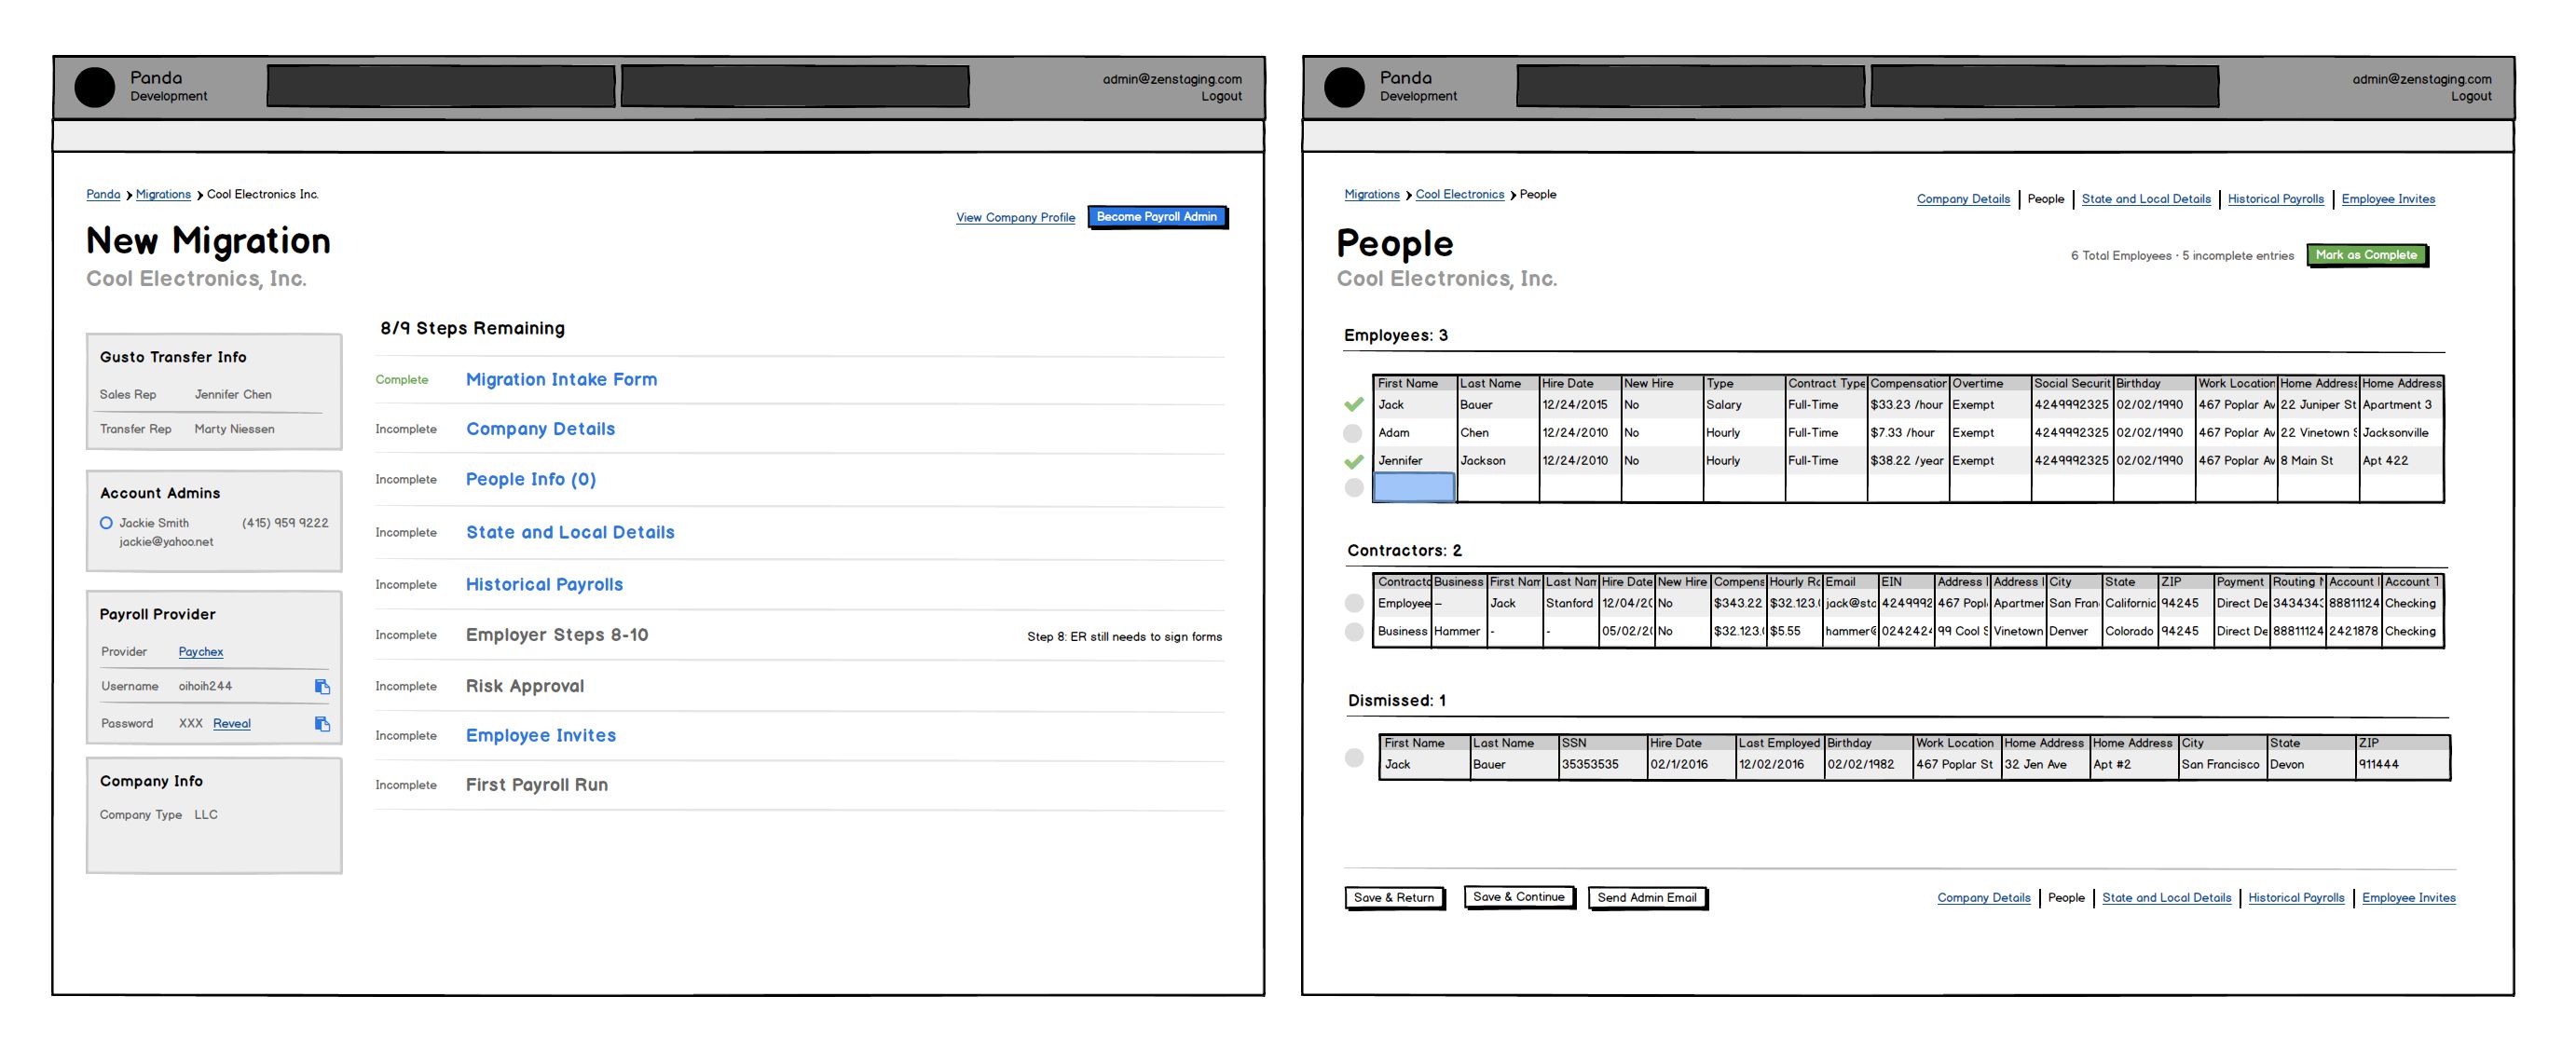 Panda
Development
admin@zenstaging.com
Logout
Panda > Migrations > Cool Electronics Inc.
View Company Profile Become Payroll Admin
New Migration
Cool Electronics, Inc.
Gusto Transfer Info
Sales Rep Jennifer Chen
Transfer Rep Marty Niessen
Account Admins
Jackie Smith (415) 959 9222
jackie@yahoo.net
Payroll Provider
Provider Paychex
Username oihoih244
Password XXX Reveal
Company Info
Company Type LLC
8/9 Steps Remaining
Complete Migration Intake Form
Incomplete Company Details
Incomplete People Info (0)
Incomplete State and Local Details
Incomplete Historical Payrolls
Incomplete Employer Steps 8-10 Step 8: ER still needs to sign forms
Incomplete Risk Approval
Incomplete Employee Invites
Incomplete First Payroll Run
Panda
Development
admin@zenstaging.com
Logout
Migrations > Cool Electronics > People
Company Details | People | State and Local Details | Historical Payrolls | Employee Invites
People
Cool Electronics, Inc.
6 Total Employees · 5 incomplete entries Mark as Complete
Employees: 3
First Name Last Name Hire Date New Hire Type Contract Type Compensation Overtime Social Securit Birthday Work Location Home Address Home Address
Jack Bauer 12/24/2015 No Salary Full-Time $33.23 /hour Exempt 4249992325 02/02/1990 467 Poplar Av 22 Juniper St Apartment 3
Adam Chen 12/24/2010 No Hourly Full-Time $7.33 /hour Exempt 4249992325 02/02/1990 467 Poplar Av 22 Vinetown S Jacksonville
Jennifer Jackson 12/24/2010 No Hourly Full-Time $38.22 /year Exempt 4249992325 02/02/1990 467 Poplar Av 8 Main St Apt 422
Contractors: 2
Contracto Business First Nam Last Nam Hire Date New Hire Compens Hourly Ra Email EIN Address Address City State ZIP Payment Routing Account Account T
Employee – Jack Stanford 12/04/20 No $343.22 $32.123. jack@sta 4249992 467 Popl Apartmen San Fran California 94245 Direct De 3434343 88811124 Checking
Business Hammer - - 05/02/20 No $32.123. $5.55 hammer@ 0242424 99 Cool S Vinetown Denver Colorado 94245 Direct De 88811124 2421878 Checking
Dismissed: 1
First Name Last Name SSN Hire Date Last Employed Birthday Work Location Home Address Home Address City State ZIP
Jack Bauer 35353535 02/1/2016 12/02/2016 02/02/1982 467 Poplar St 32 Jen Ave Apt #2 San Francisco Devon 911444
Save & Return Save & Continue Send Admin Email
Company Details | People | State and Local Details | Historical Payrolls | Employee Invites